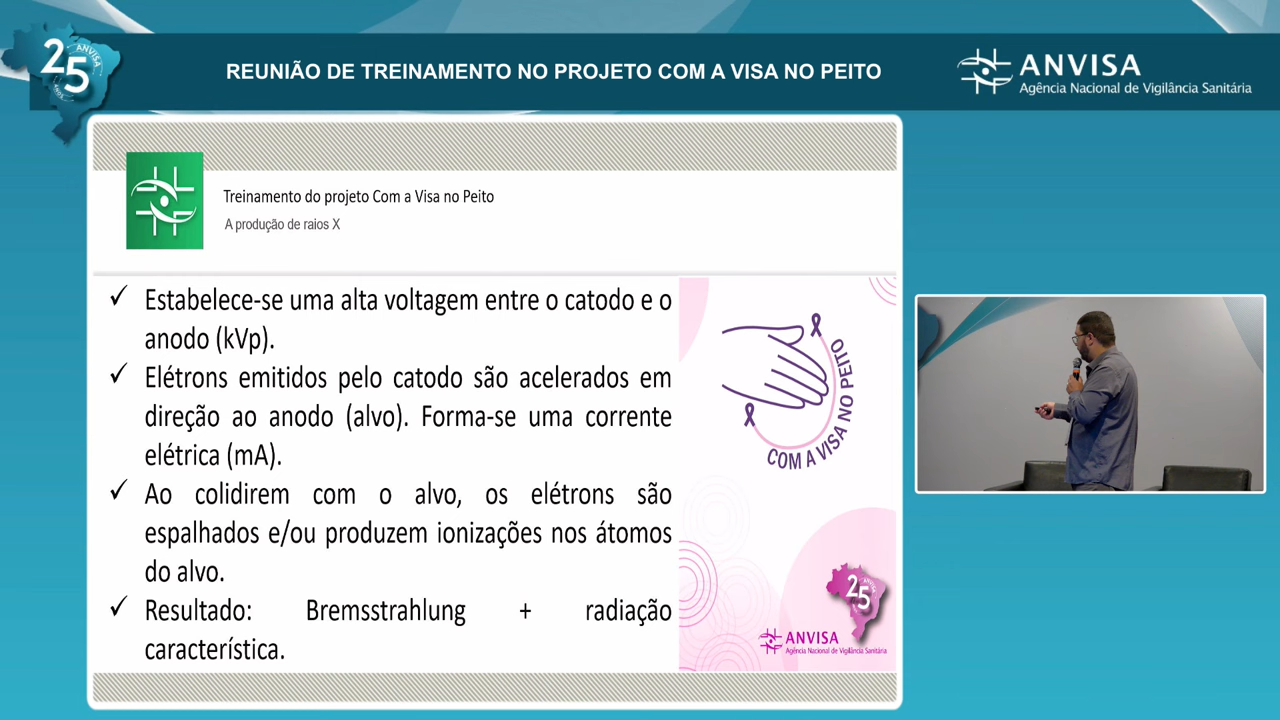 25
ANVISA
ANOS
REUNIÃO DE TREINAMENTO NO PROJETO COM A VISA NO PEITO
ANVISA
Agência Nacional de Vigilância Sanitária
Treinamento do projeto Com a Visa no Peito
A produção de raios X
✓ Estabelece-se uma alta voltagem entre o catodo e o
anodo (kVp).
✓ Elétrons emitidos pelo catodo são acelerados em
direção ao anodo (alvo). Forma-se uma corrente
elétrica (mA).
✓ Ao colidirem com o alvo, os elétrons são
espalhados e/ou produzem ionizações nos átomos
do alvo.
✓ Resultado: Bremsstrahlung + radiação
característica.
COM A VISA NO PEITO
25
ANVISA
Agência Nacional de Vigilância Sanitária